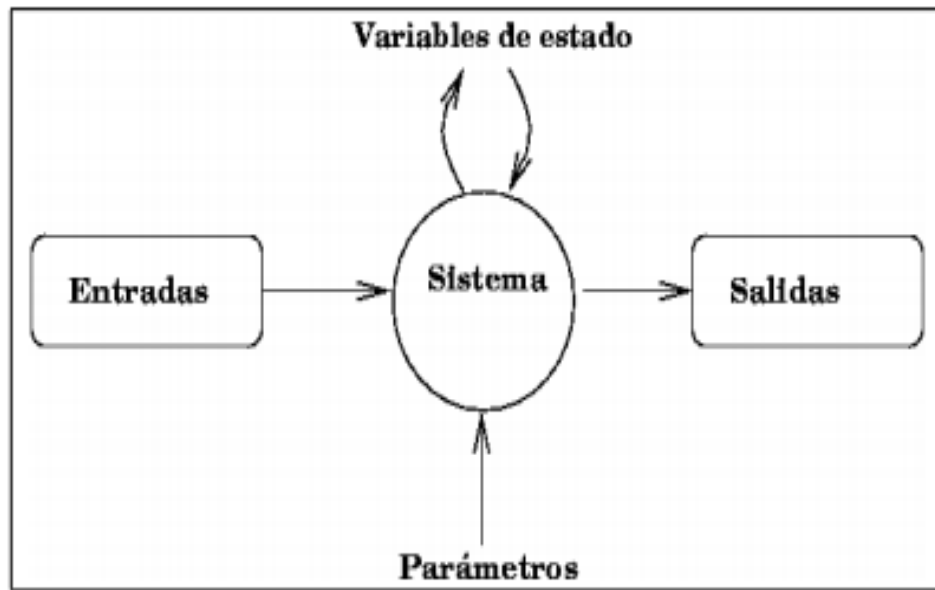 Variables de estado
Entradas
Sistema
Salidas
Parámetros